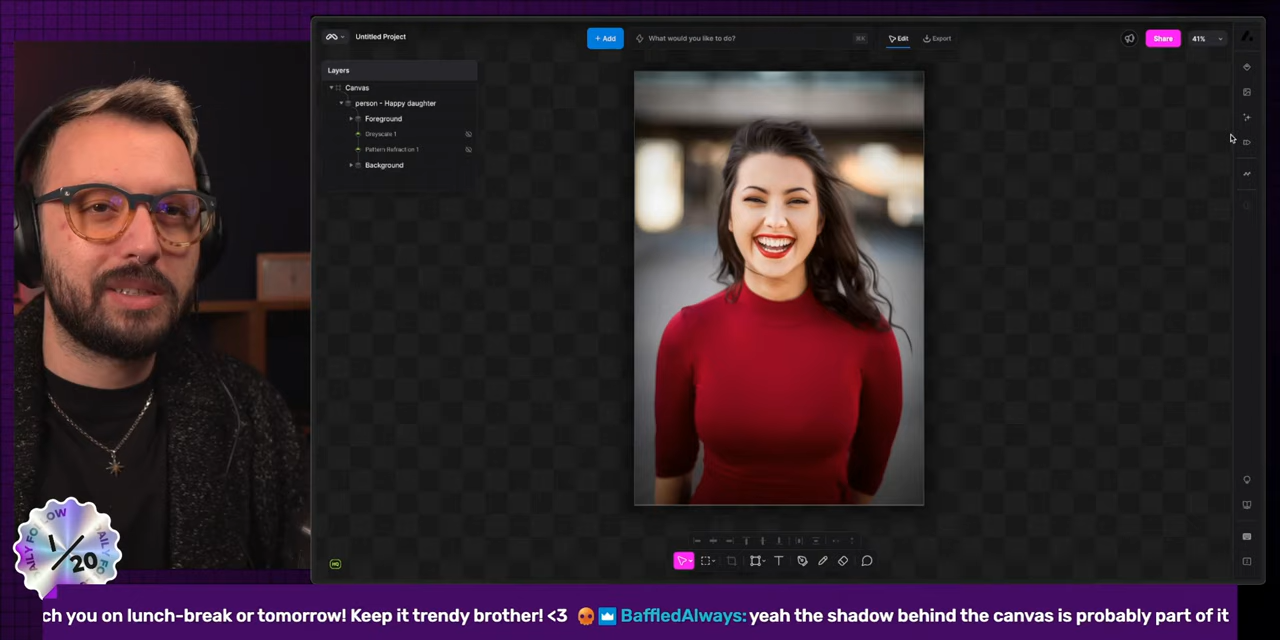 Untitled Project
+ Add
What would you like to do?
⌘K
Edit
Export
Share
41%
Layers
Canvas
person - Happy daughter
Foreground
Greyscale 1
Pattern Refraction 1
Background
HQ
1/20
ch you on lunch-break or tomorrow! Keep it trendy brother! <3 BaffledAlways: yeah the shadow behind the canvas is probably part of it